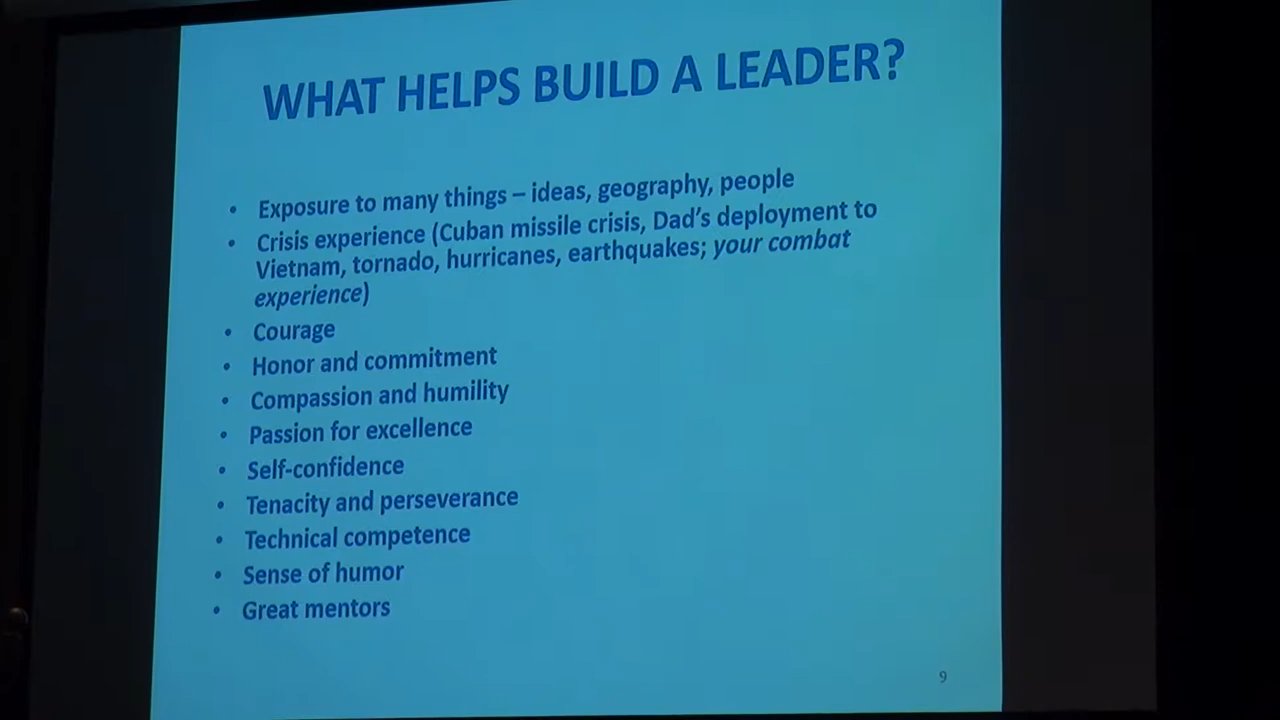 WHAT HELPS BUILD A LEADER?
• Exposure to many things – ideas, geography, people
• Crisis experience (Cuban missile crisis, Dad's deployment to
Vietnam, tornado, hurricanes, earthquakes; your combat
experience)
• Courage
• Honor and commitment
• Compassion and humility
• Passion for excellence
• Self-confidence
• Tenacity and perseverance
• Technical competence
• Sense of humor
• Great mentors
9